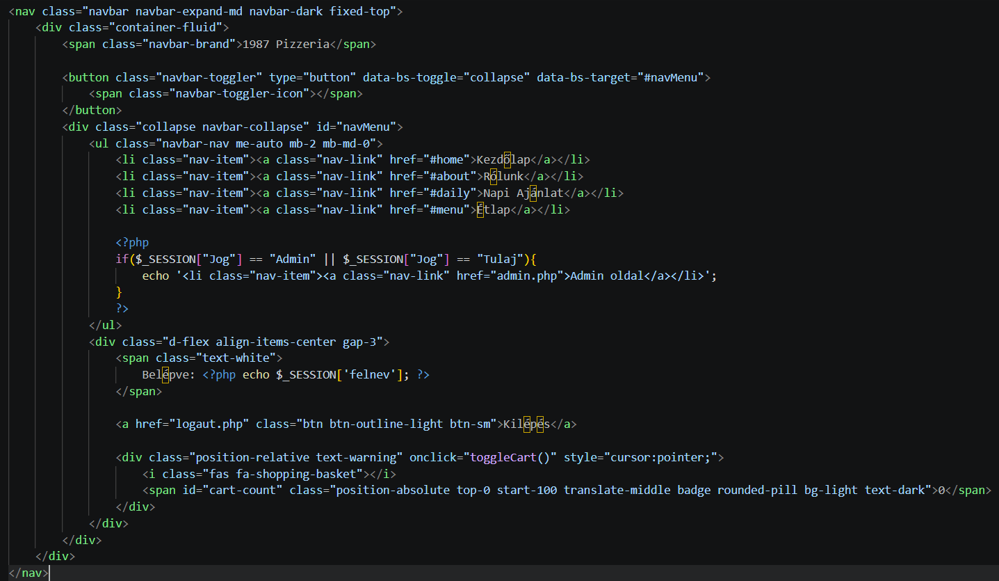 <nav class="navbar navbar-expand-md navbar-dark fixed-top">
<div class="container-fluid">
<span class="navbar-brand">1987 Pizzeria</span>
<button class="navbar-toggler" type="button" data-bs-toggle="collapse" data-bs-target="#navMenu">
<span class="navbar-toggler-icon"></span>
</button>
<div class="collapse navbar-collapse" id="navMenu">
<ul class="navbar-nav me-auto mb-2 mb-md-0">
<li class="nav-item"><a class="nav-link" href="#home">Kezdőlap</a></li>
<li class="nav-item"><a class="nav-link" href="#about">Rólunk</a></li>
<li class="nav-item"><a class="nav-link" href="#daily">Napi Ajánlat</a></li>
<li class="nav-item"><a class="nav-link" href="#menu">Étlap</a></li>
<?php
if($_SESSION["Jog"] == "Admin" || $_SESSION["Jog"] == "Tulaj"){
echo '<li class="nav-item"><a class="nav-link" href="admin.php">Admin oldal</a></li>';
}
?>
</ul>
<div class="d-flex align-items-center gap-3">
<span class="text-white">
Belépve: <?php echo $_SESSION['felnev']; ?>
</span>
<a href="logaut.php" class="btn btn-outline-light btn-sm">Kilépés</a>
<div class="position-relative text-warning" onclick="toggleCart()" style="cursor:pointer;">
<i class="fas fa-shopping-basket"></i>
<span id="cart-count" class="position-absolute top-0 start-100 translate-middle badge rounded-pill bg-light text-dark">0</span>
</div>
</div>
</div>
</div>
</nav>